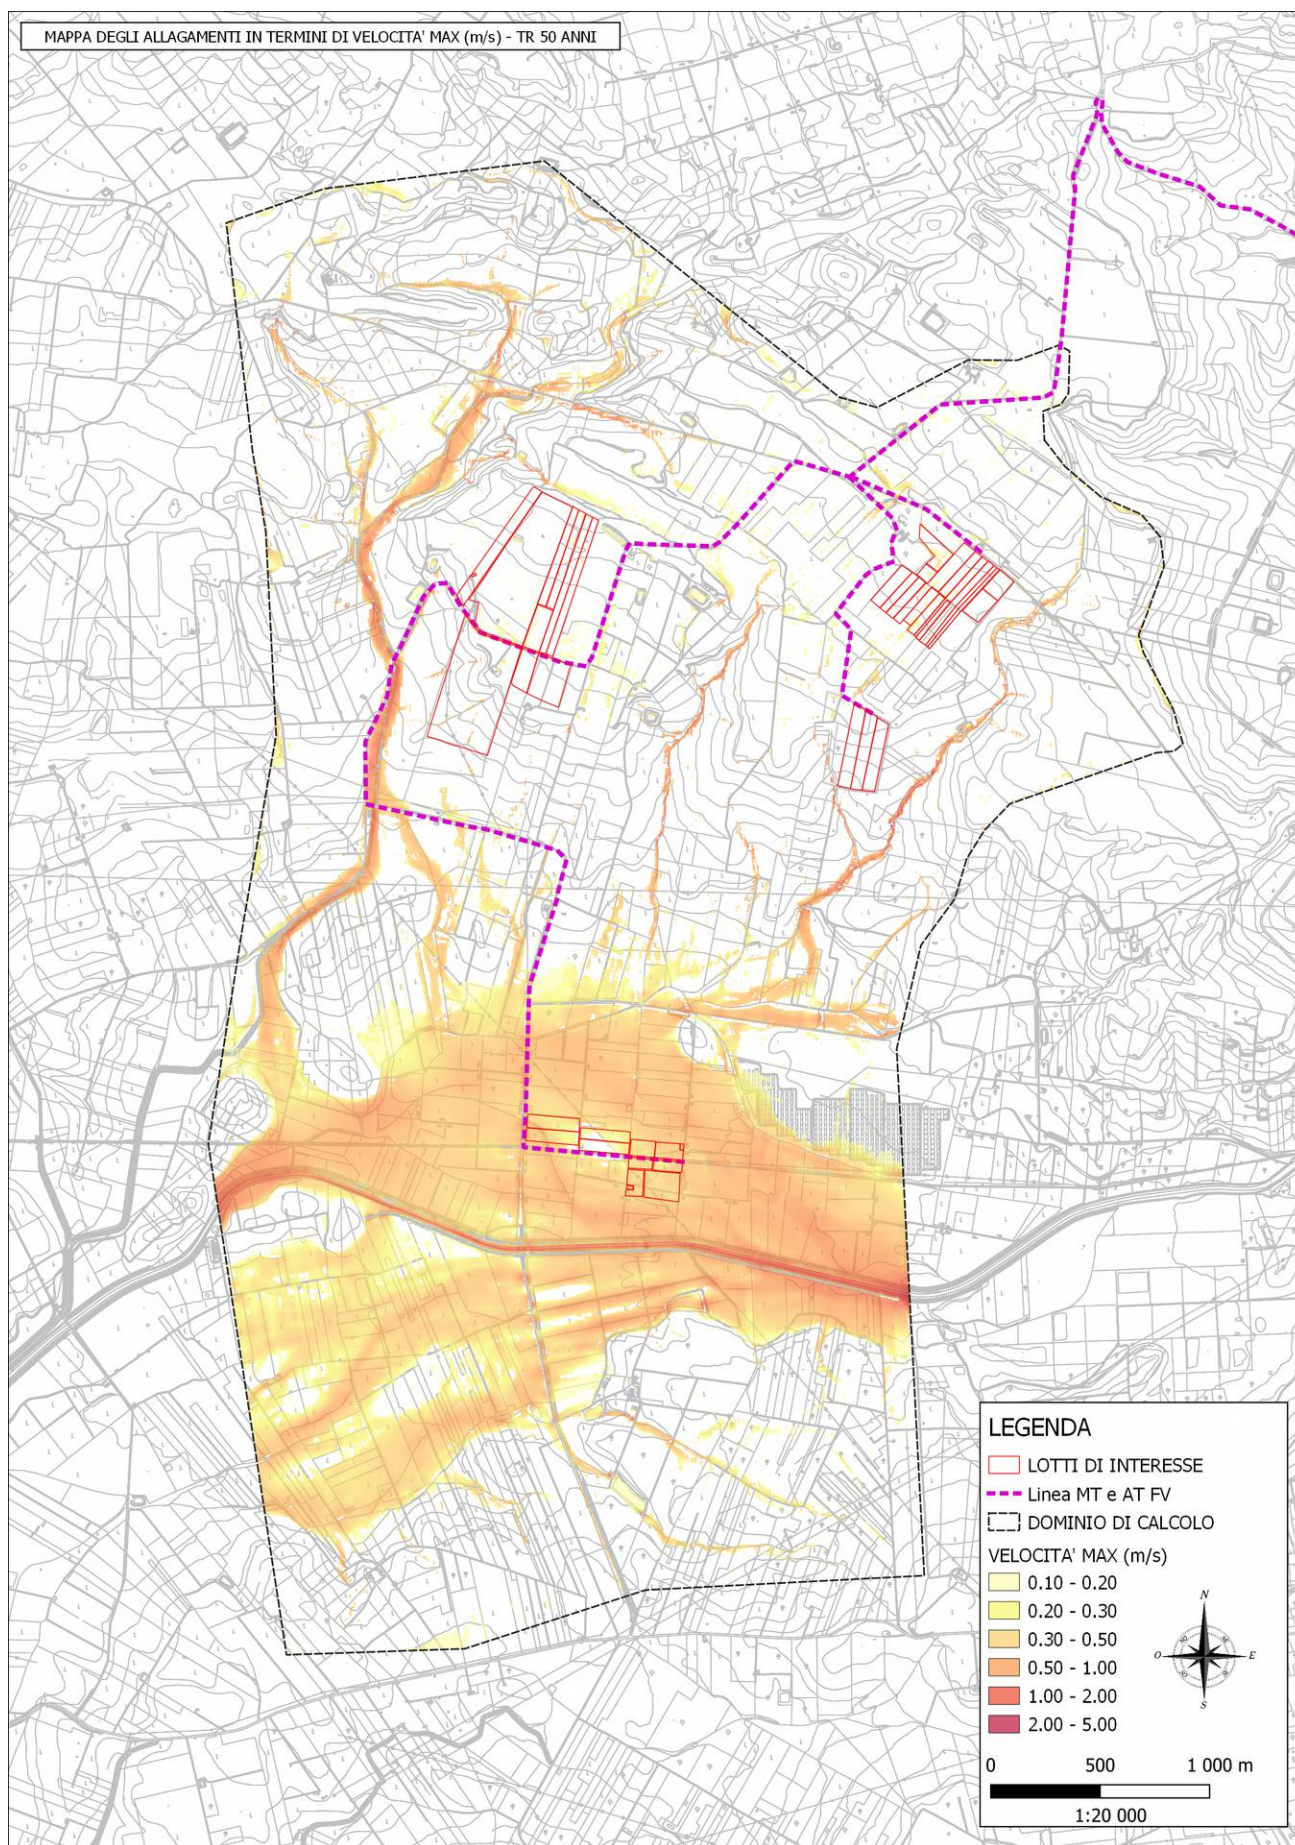 MAPPA DEGLI ALLAGAMENTI IN TERMINI DI VELOCITA' MAX (m/s) - TR 50 ANNI
LEGENDA
LOTTI DI INTERESSE
Linea MT e AT FV
DOMINIO DI CALCOLO
VELOCITA' MAX (m/s)
0.10 - 0.20
0.20 - 0.30
0.30 - 0.50
0.50 - 1.00
1.00 - 2.00
2.00 - 5.00
N
O
E
S
0 500 1 000 m
1:20 000